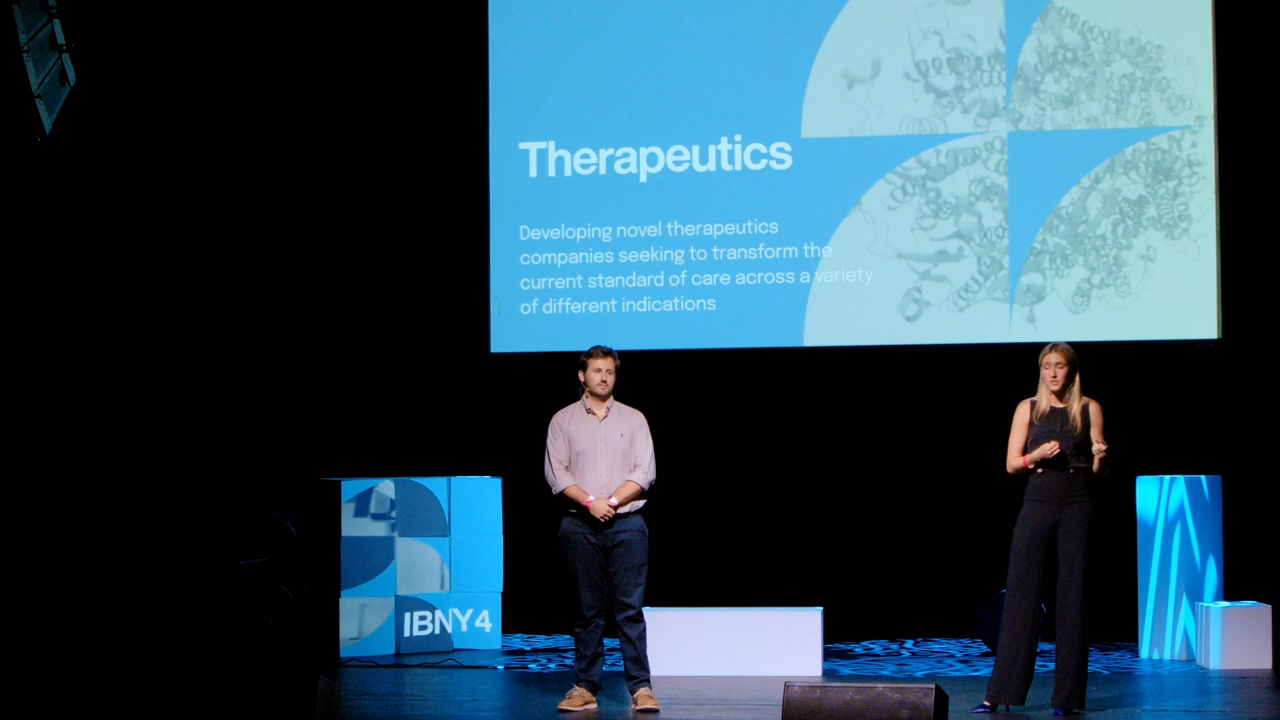 Therapeutics
Developing novel therapeutics
companies seeking to transform the
current standard of care across a variety
of different indications
IBNY4